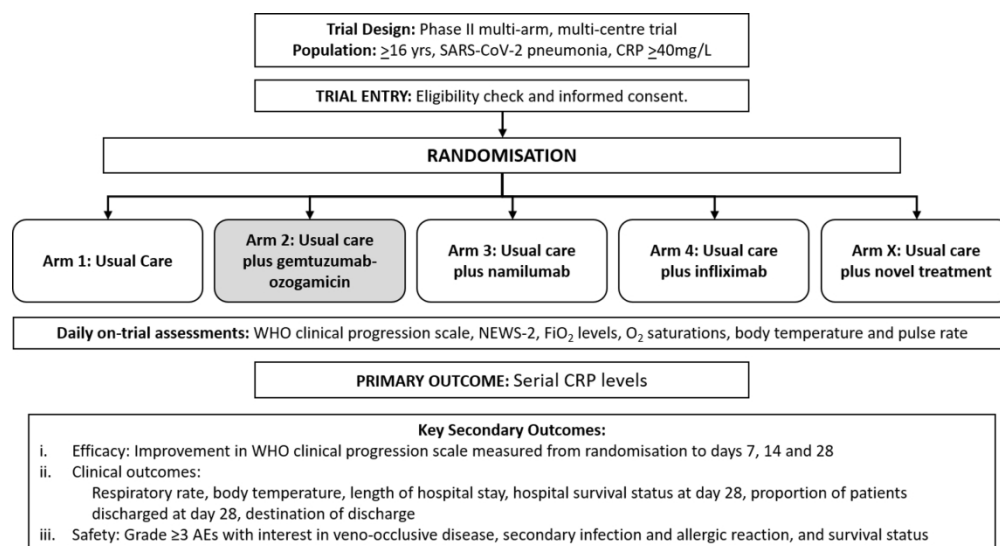 Trial Design: Phase II multi-arm, multi-centre trial
Population: ≥16 yrs, SARS-CoV-2 pneumonia, CRP ≥40mg/L
TRIAL ENTRY: Eligibility check and informed consent.
RANDOMISATION
Arm 1: Usual Care
Arm 2: Usual care
plus gemtuzumab-
ozogamicin
Arm 3: Usual care
plus namilumab
Arm 4: Usual care
plus infliximab
Arm X: Usual care
plus novel treatment
Daily on-trial assessments: WHO clinical progression scale, NEWS-2, FiO₂ levels, O₂ saturations, body temperature and pulse rate
PRIMARY OUTCOME: Serial CRP levels
Key Secondary Outcomes:
i. Efficacy: Improvement in WHO clinical progression scale measured from randomisation to days 7, 14 and 28
ii. Clinical outcomes:
Respiratory rate, body temperature, length of hospital stay, hospital survival status at day 28, proportion of patients
discharged at day 28, destination of discharge
iii. Safety: Grade ≥3 AEs with interest in veno-occlusive disease, secondary infection and allergic reaction, and survival status